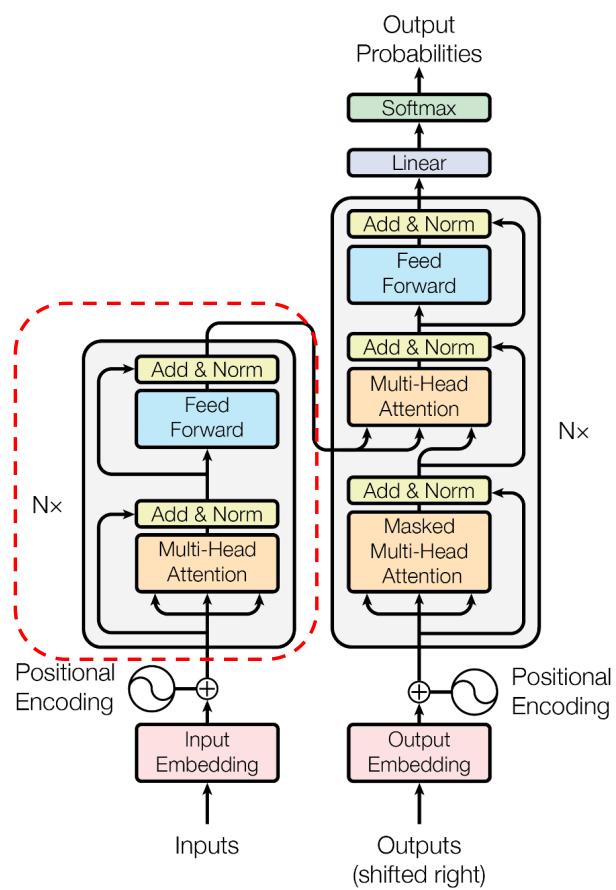 Output
Probabilities
Softmax
Linear
Add & Norm
Feed
Forward
Add & Norm
Multi-Head
Attention
Add & Norm
Masked
Multi-Head
Attention
N×
Positional
Encoding
Output
Embedding
Outputs
(shifted right)
Add & Norm
Feed
Forward
N×
Add & Norm
Multi-Head
Attention
Positional
Encoding
Input
Embedding
Inputs